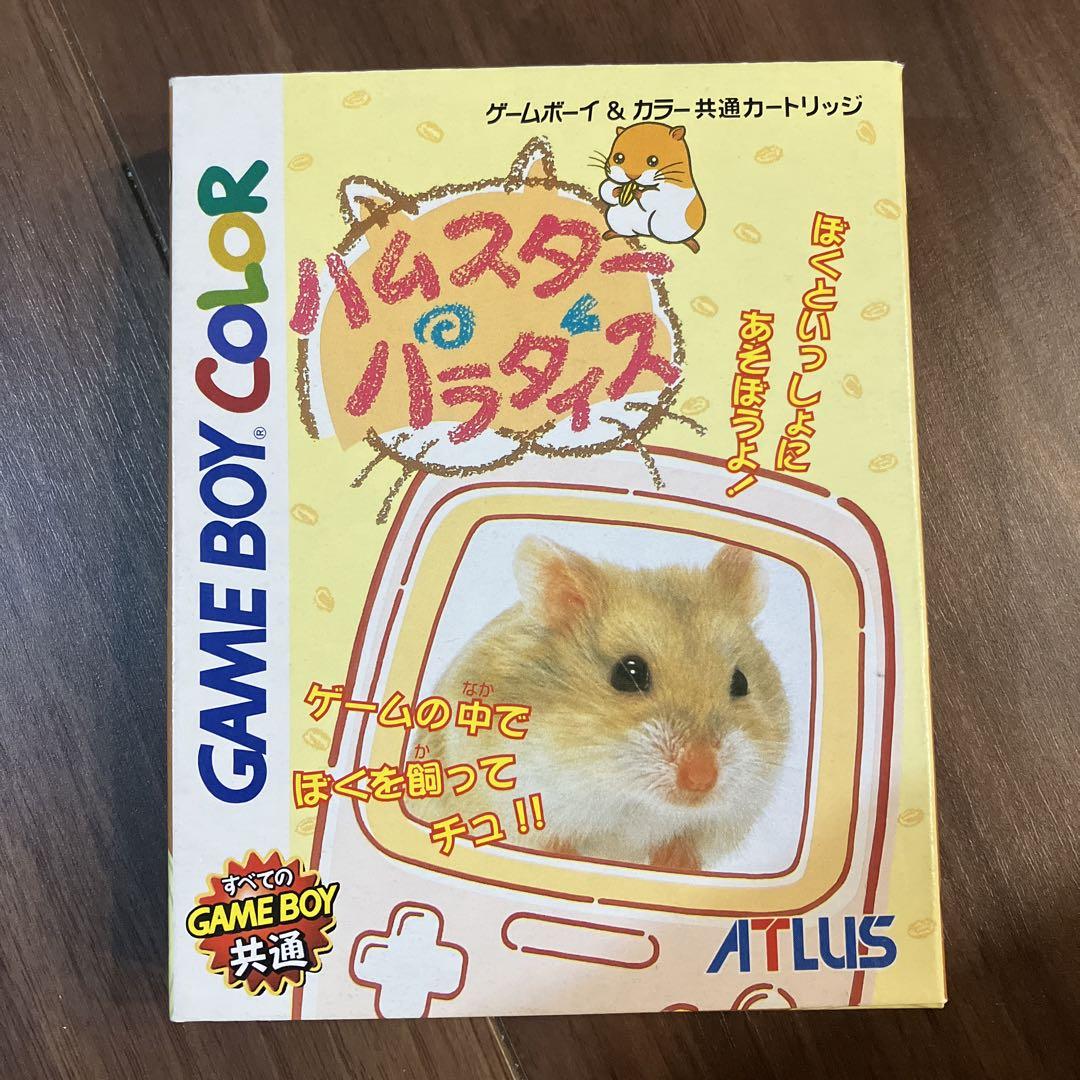 ゲームボーイ & カラー共通カートリッジ
GAME BOY® COLOR
ハムスター
パラダイス
ぼくといっしょに
あそぼうよ!
ゲームの中で
なか
ぼくを飼って
か
チュ!!
すべての
GAME BOY
共通
ATLUS